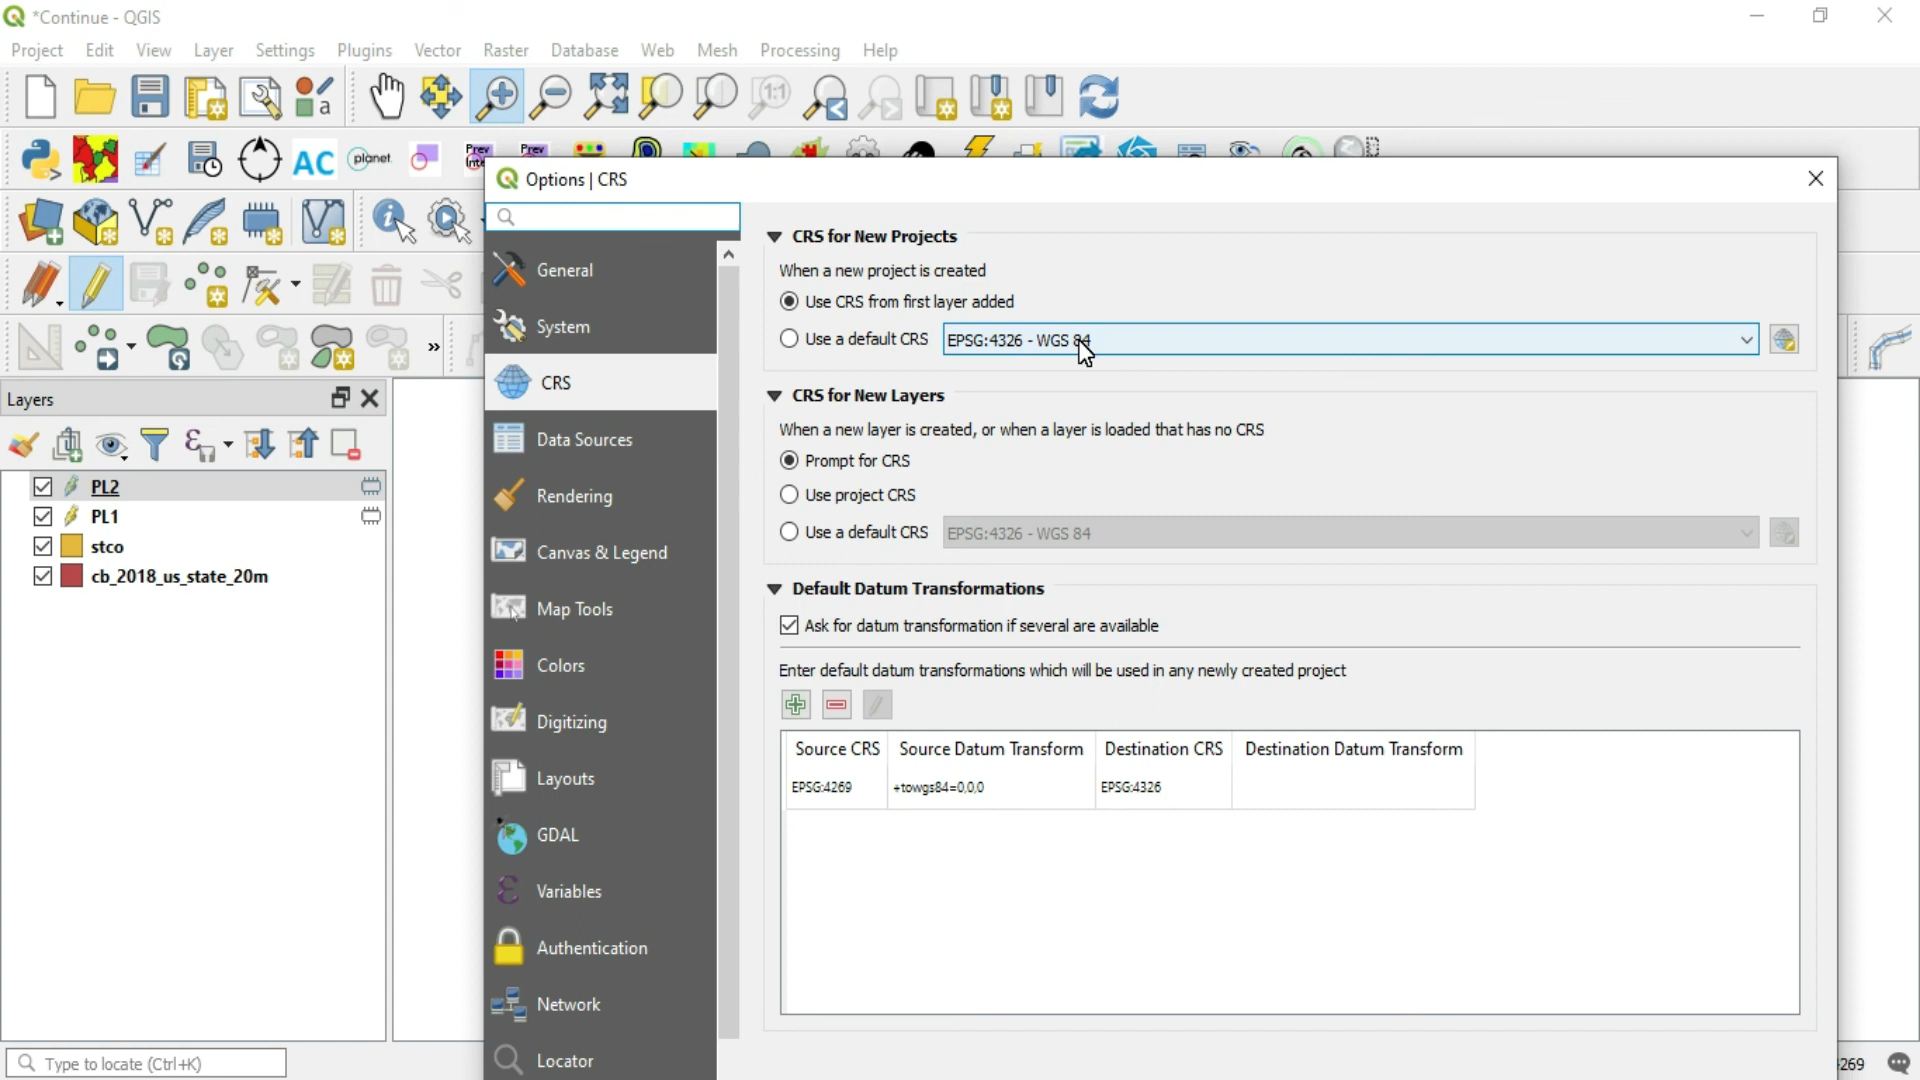 *Continue - QGIS
Project Edit View Layer Settings Plugins Vector Raster Database Web Mesh Processing Help
a
1:1
AC planet. Prev Prev
Options | CRS
General
System
CRS
Data Sources
Rendering
Canvas & Legend
Map Tools
Colors
Digitizing
Layouts
GDAL
Variables
Authentication
Network
Locator
CRS for New Projects
When a new project is created
Use CRS from first layer added
Use a default CRS EPSG:4326 - WGS 84
CRS for New Layers
When a new layer is created, or when a layer is loaded that has no CRS
Prompt for CRS
Use project CRS
Use a default CRS EPSG:4326 - WGS 84
Default Datum Transformations
Ask for datum transformation if several are available
Enter default datum transformations which will be used in any newly created project
Source CRS Source Datum Transform Destination CRS Destination Datum Transform
EPSG:4269 +towgs84=0,0,0 EPSG:4326
Layers
PL2
PL1
stco
cb_2018_us_state_20m
Type to locate (Ctrl+K)
269